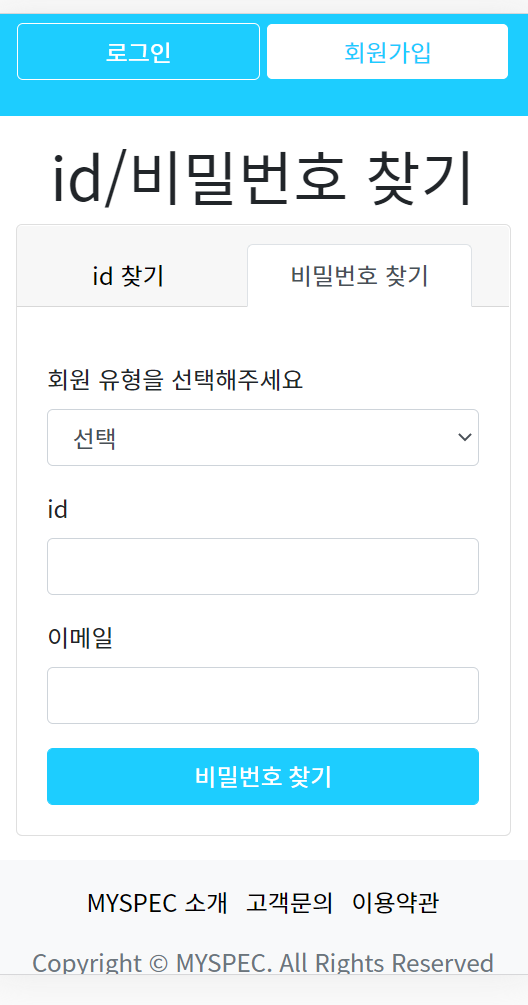 로그인 회원가입
id/비밀번호 찾기
id 찾기 비밀번호 찾기
회원 유형을 선택해주세요
선택
id
이메일
비밀번호 찾기
MYSPEC 소개 고객문의 이용약관
Copyright © MYSPEC. All Rights Reserved